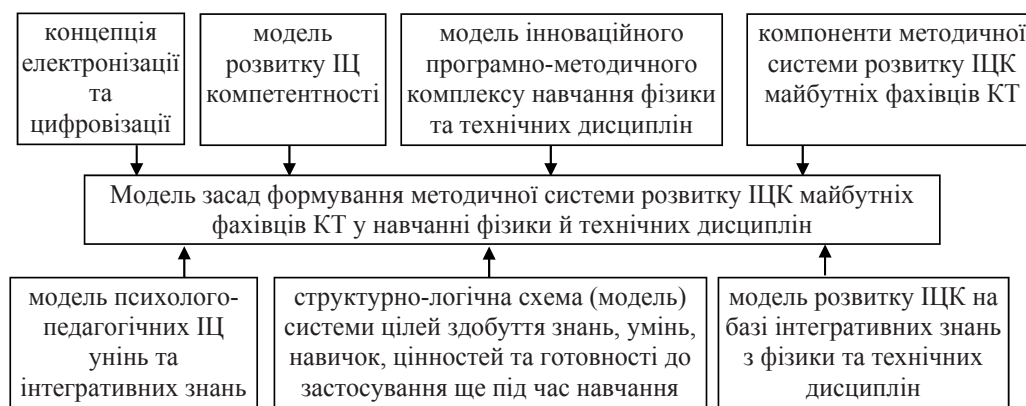 концепція
електронізації
та
цифровізації
модель
розвитку ІЦ
компетентності
модель інноваційного
програмно-методичного
комплексу навчання фізики
та технічних дисциплін
компоненти методичної
системи розвитку ІЦК
майбутніх фахівців КТ
Модель засад формування методичної системи розвитку ІЦК майбутніх
фахівців КТ у навчанні фізики й технічних дисциплін
модель психолого-
педагогічних ІЦ
унінь та
інтегративних знань
структурно-логічна схема (модель)
системи цілей здобуття знань, умінь,
навичок, цінностей та готовності до
застосування ще під час навчання
модель розвитку ІЦК на
базі інтегративних знань
з фізики та технічних
дисциплін